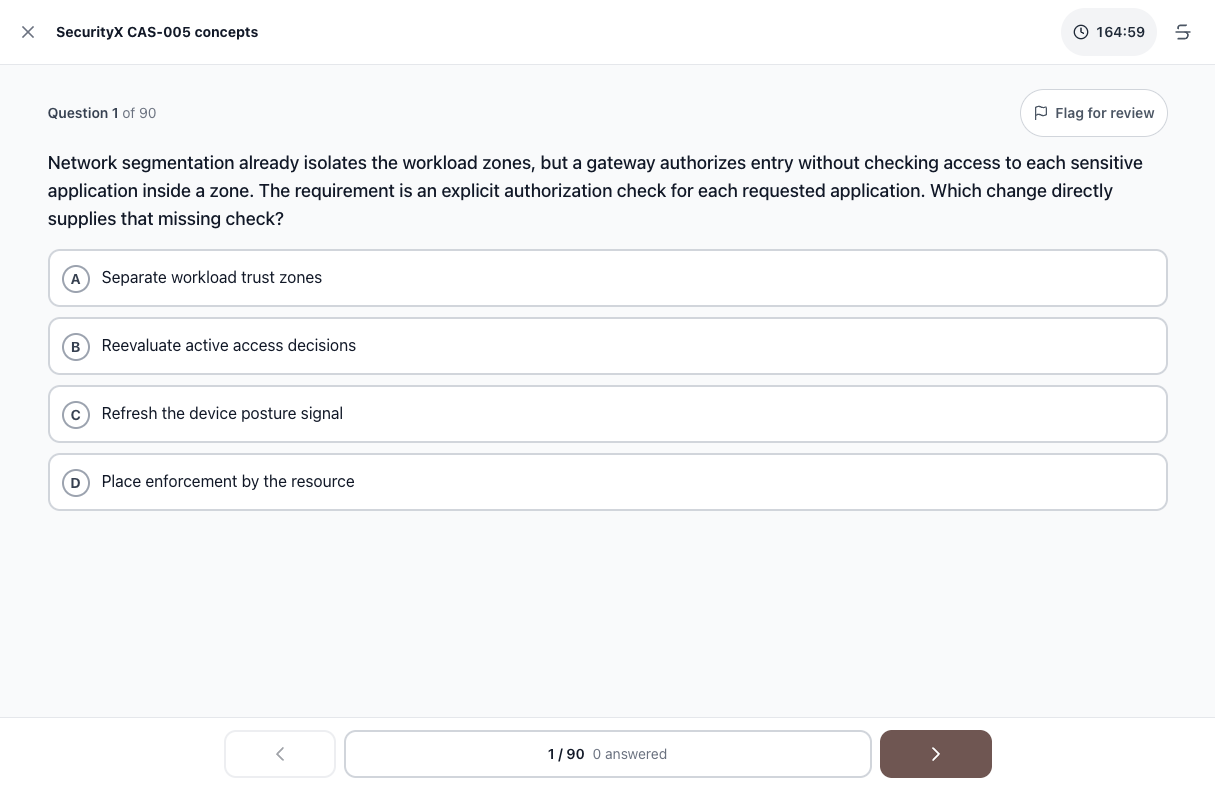 SecurityX CAS-005 concepts
164:59
Question 1 of 90
Flag for review
Network segmentation already isolates the workload zones, but a gateway authorizes entry without checking access to each sensitive
application inside a zone. The requirement is an explicit authorization check for each requested application. Which change directly
supplies that missing check?
A Separate workload trust zones
B Reevaluate active access decisions
C Refresh the device posture signal
D Place enforcement by the resource
1 / 90 0 answered